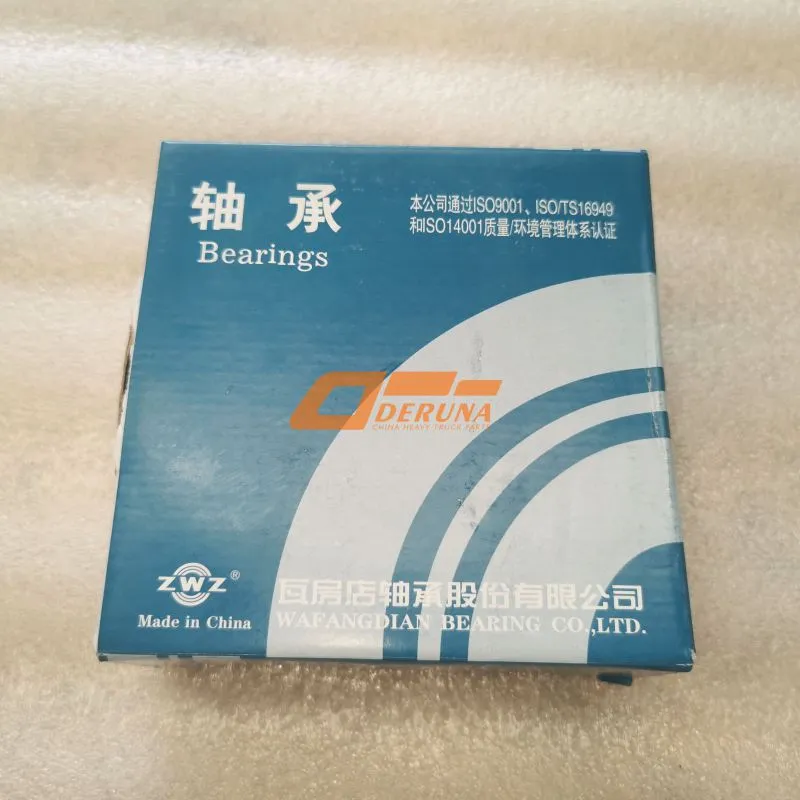 轴 承
Bearings
本公司通过ISO9001、ISO/TS16949
和ISO14001质量/环境管理体系认证
DERUNA
CHINA HEAVY TRUCK PARTS
ZWZ®
Made in China
瓦房店轴承股份有限公司
WAFANGDIAN BEARING CO.,LTD.